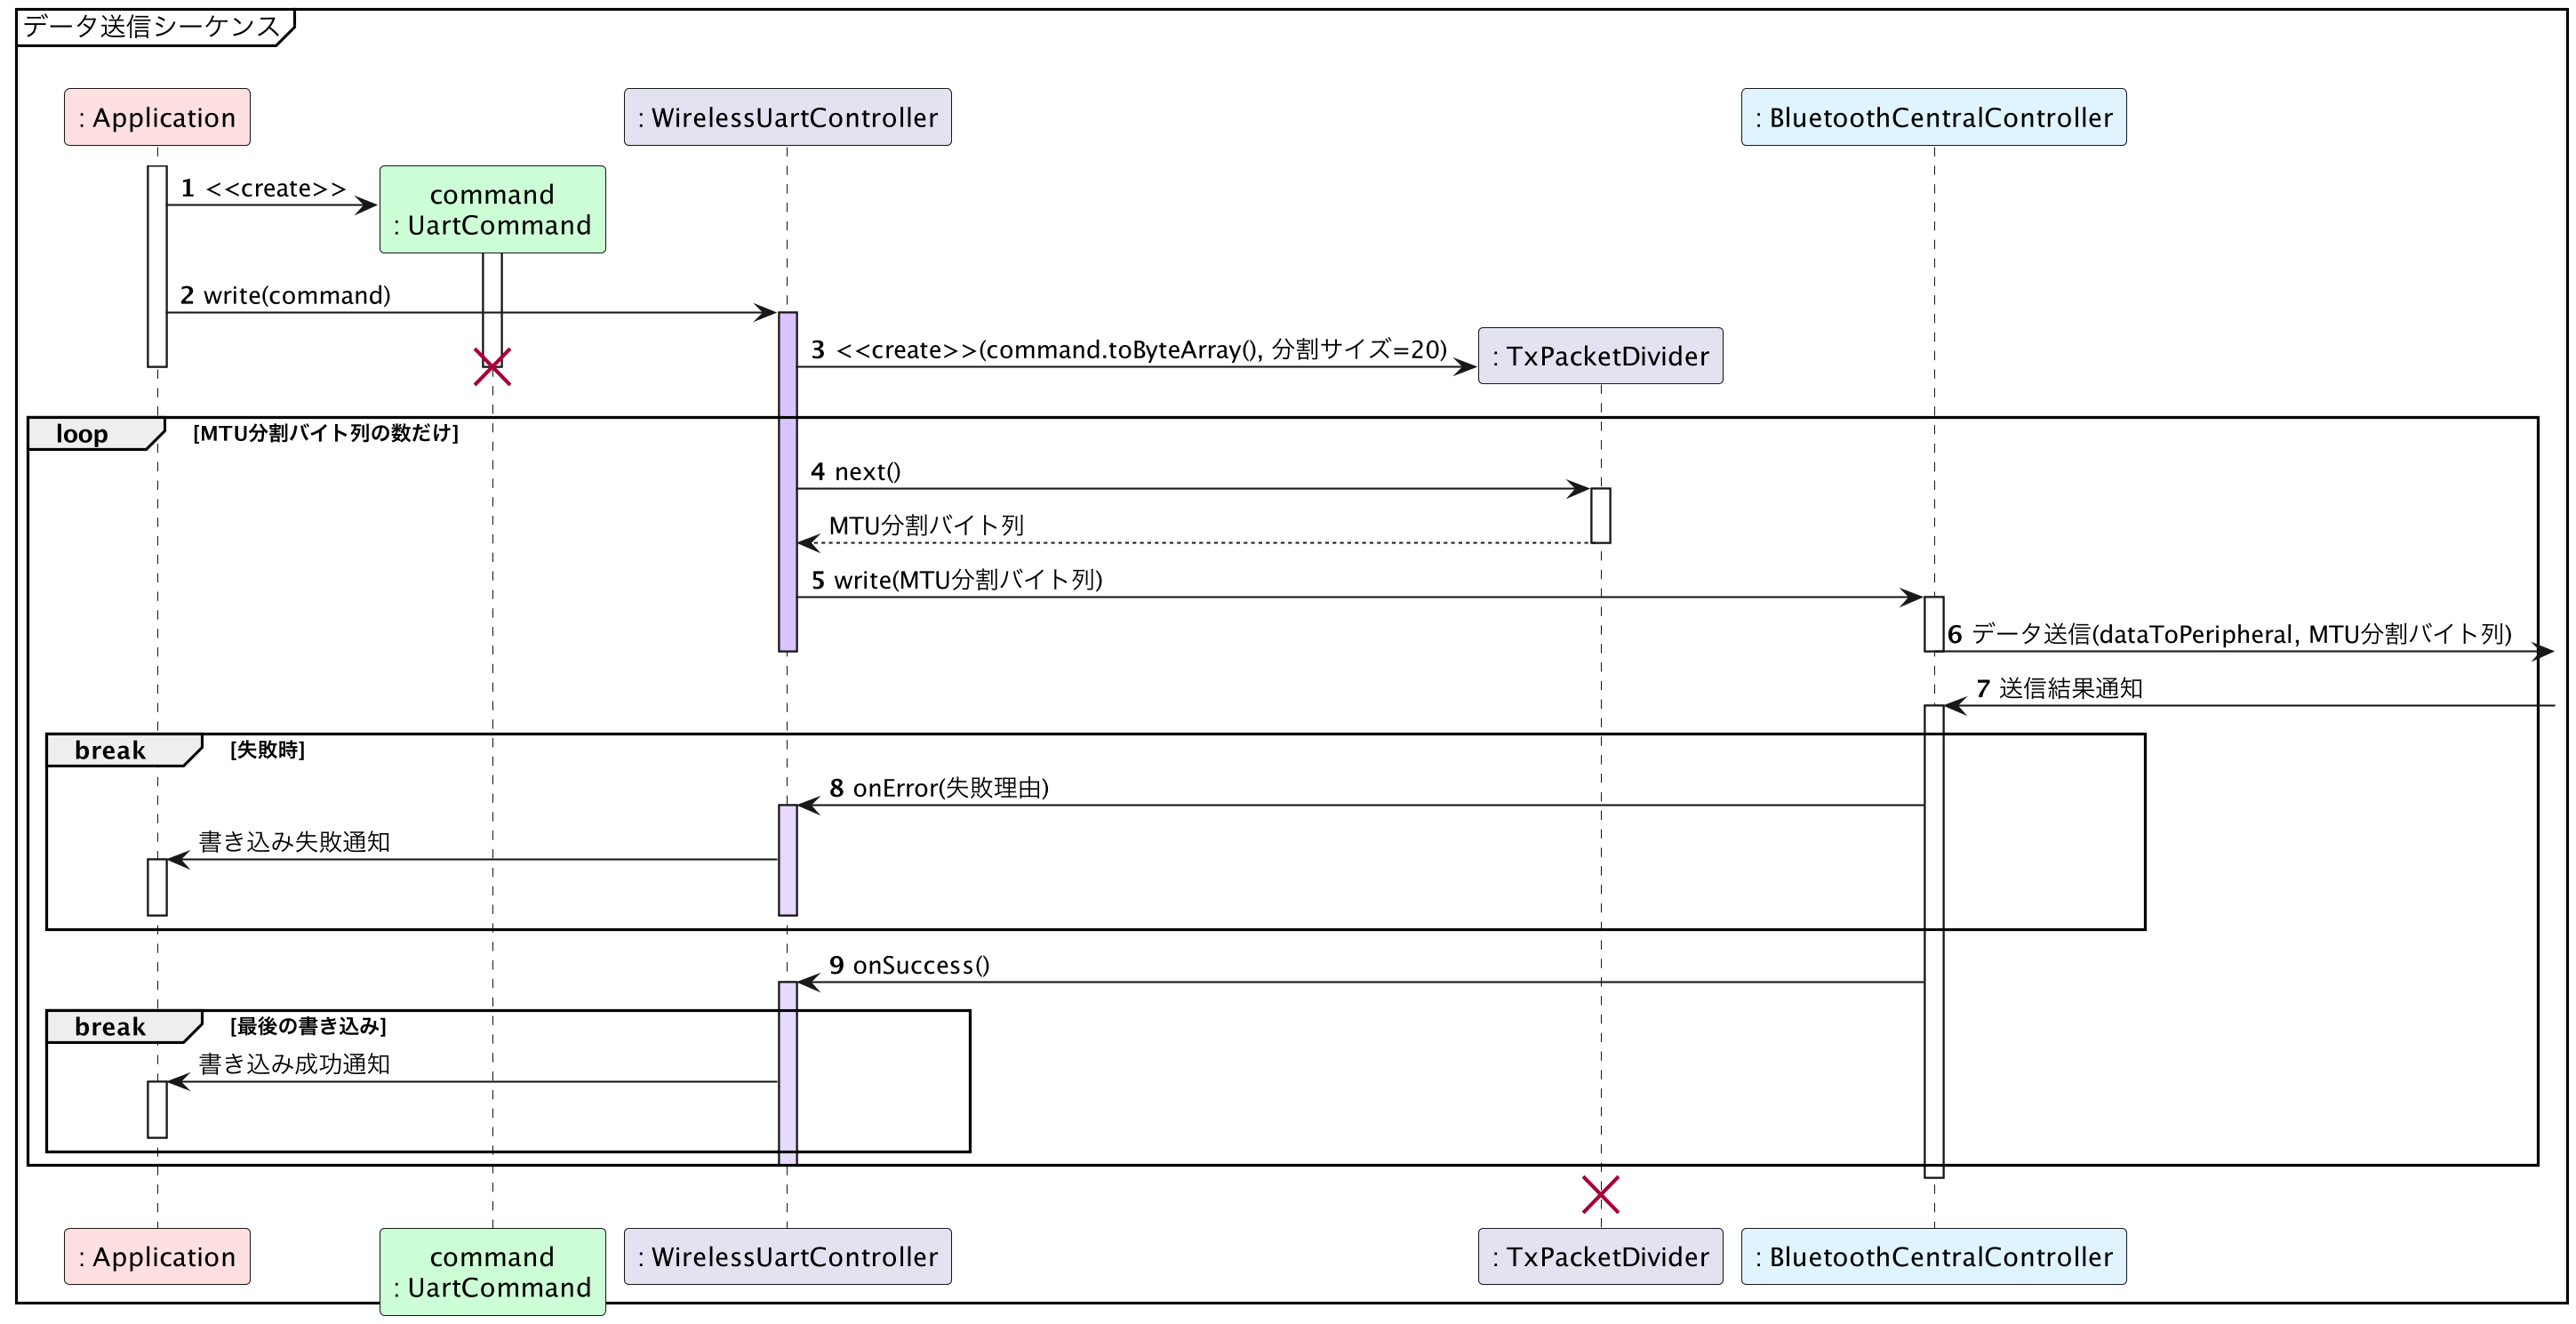 データ送信シーケンス
: Application
: WirelessUartController
: BluetoothCentralController
1 <<create>>
command
: UartCommand
2 write(command)
3 <<create>>(command.toByteArray(), 分割サイズ=20)
: TxPacketDivider
loop [MTU分割バイト列の数だけ]
4 next()
MTU分割バイト列
5 write(MTU分割バイト列)
6 データ送信(dataToPeripheral, MTU分割バイト列)
7 送信結果通知
break [失敗時]
8 onError(失敗理由)
書き込み失敗通知
9 onSuccess()
break [最後の書き込み]
書き込み成功通知
: Application
command
: UartCommand
: WirelessUartController
: TxPacketDivider
: BluetoothCentralController